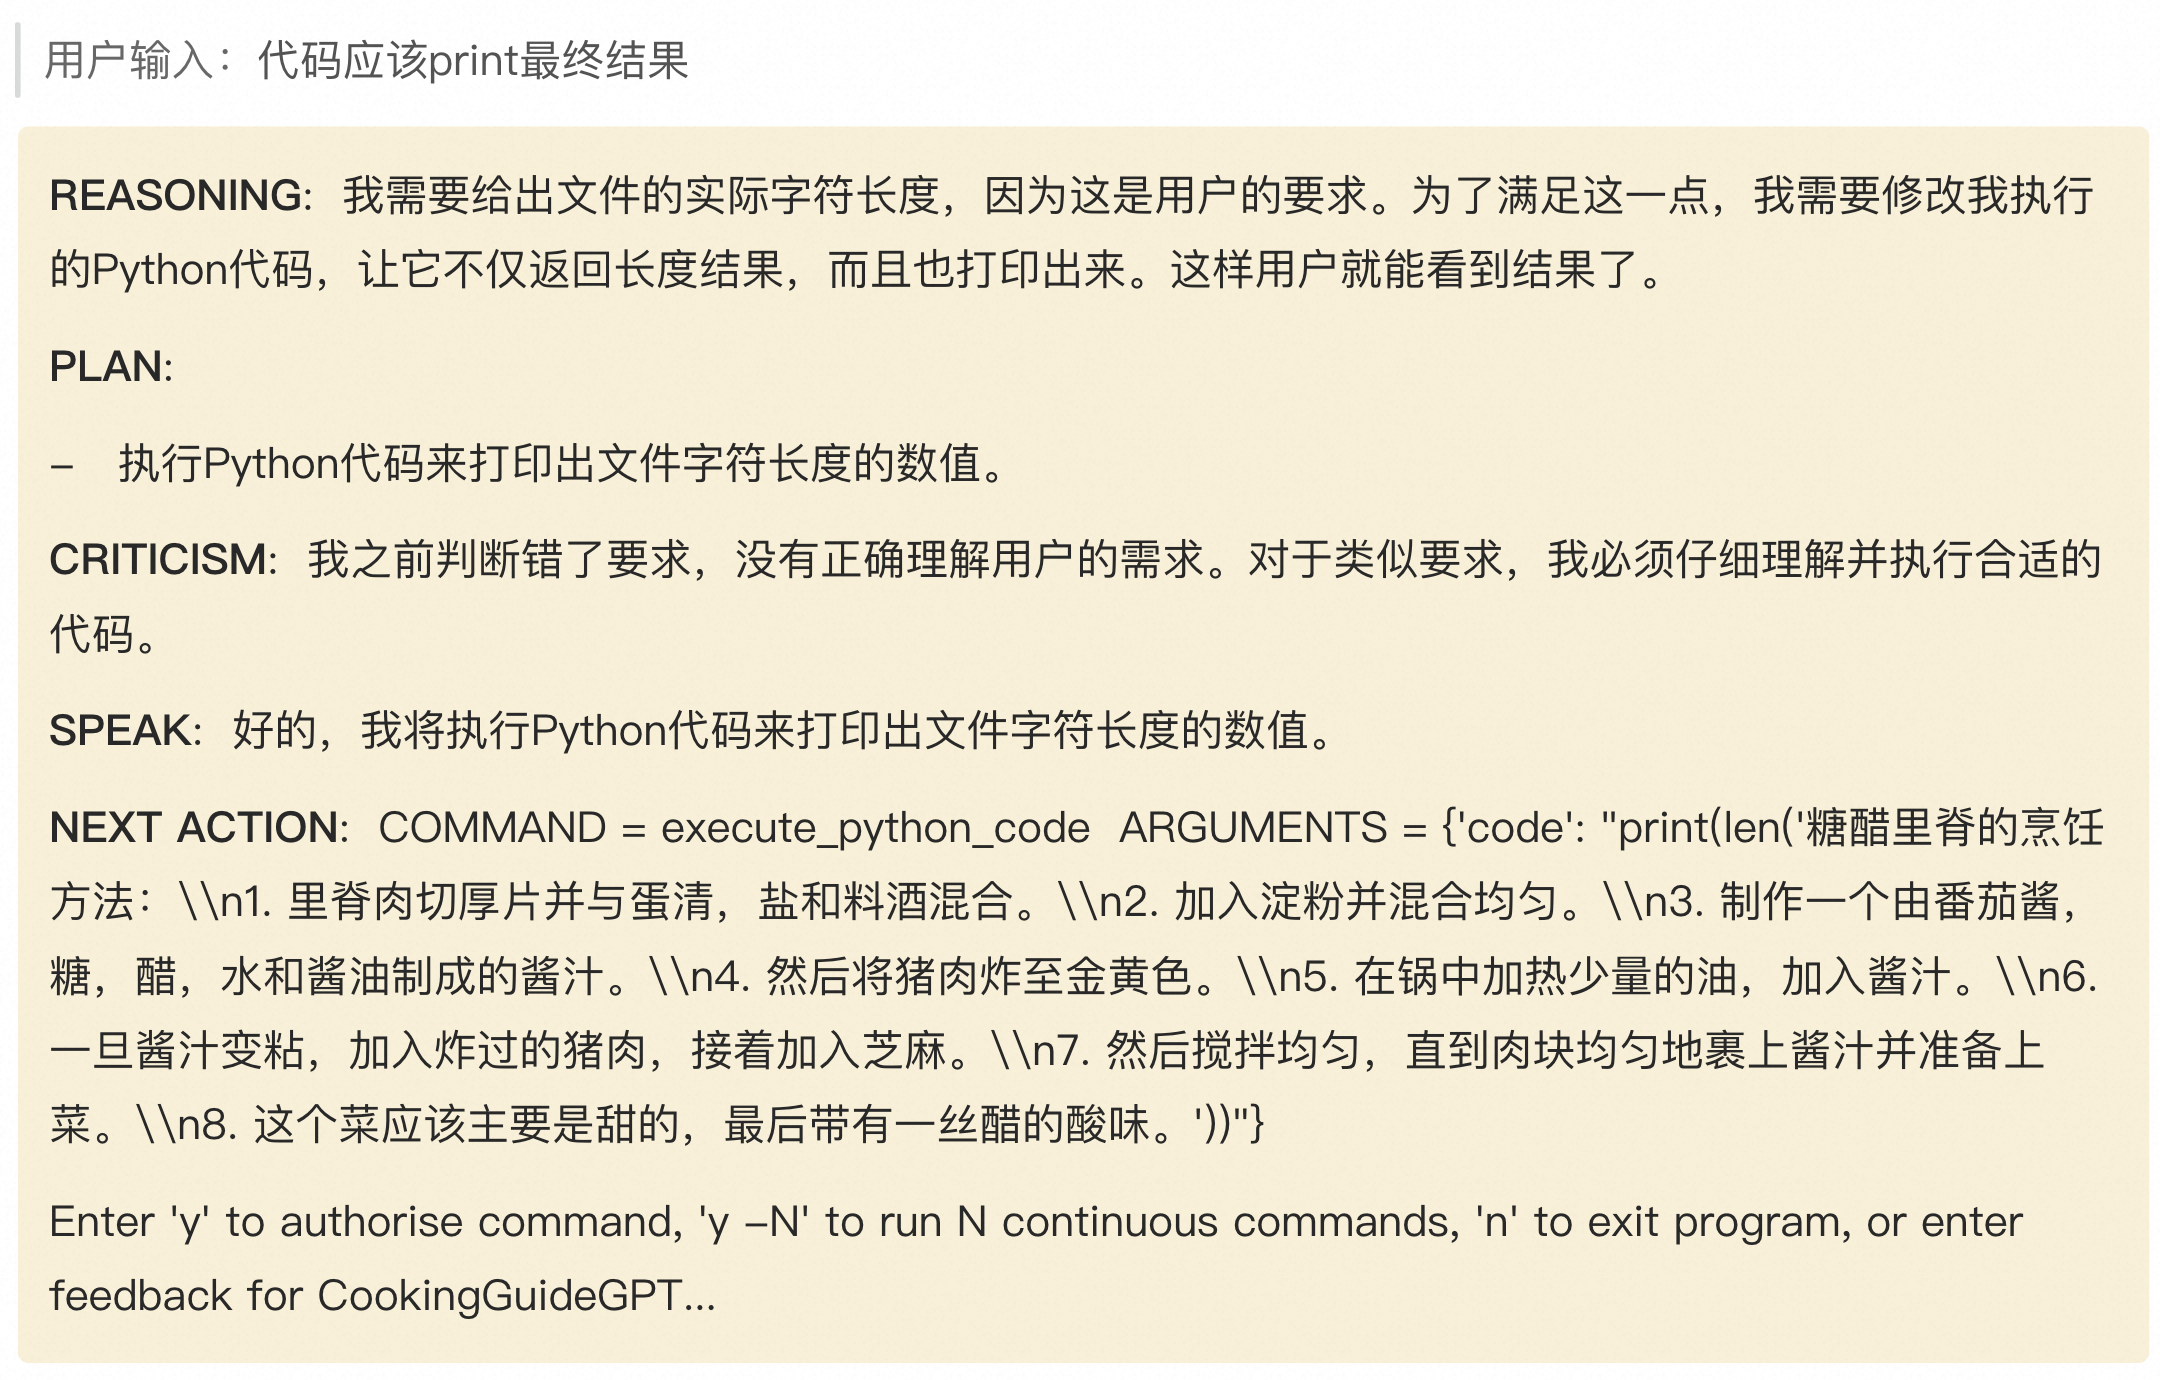 用户输入：代码应该print最终结果
REASONING: 我需要给出文件的实际字符长度，因为这是用户的要求。为了满足这一点，我需要修改我执行
的Python代码，让它不仅返回长度结果，而且也打印出来。这样用户就能看到结果了。
PLAN:
– 执行Python代码来打印出文件字符长度的数值。
CRITICISM: 我之前判断错了要求，没有正确理解用户的需求。对于类似要求，我必须仔细理解并执行合适的
代码。
SPEAK: 好的，我将执行Python代码来打印出文件字符长度的数值。
NEXT ACTION: COMMAND = execute_python_code ARGUMENTS = {'code': "print(len('糖醋里脊的烹饪
方法：\\n1. 里脊肉切厚片并与蛋清，盐和料酒混合。\\n2. 加入淀粉并混合均匀。\\n3. 制作一个由番茄酱，
糖，醋，水和酱油制成的酱汁。\\n4. 然后将猪肉炸至金黄色。\\n5. 在锅中加热少量的油，加入酱汁。\\n6.
一旦酱汁变粘，加入炸过的猪肉，接着加入芝麻。\\n7. 然后搅拌均匀，直到肉块均匀地裹上酱汁并准备上
菜。\\n8. 这个菜应该主要是甜的，最后带有一丝醋的酸味。'))"}
Enter 'y' to authorise command, 'y –N' to run N continuous commands, 'n' to exit program, or enter
feedback for CookingGuideGPT...